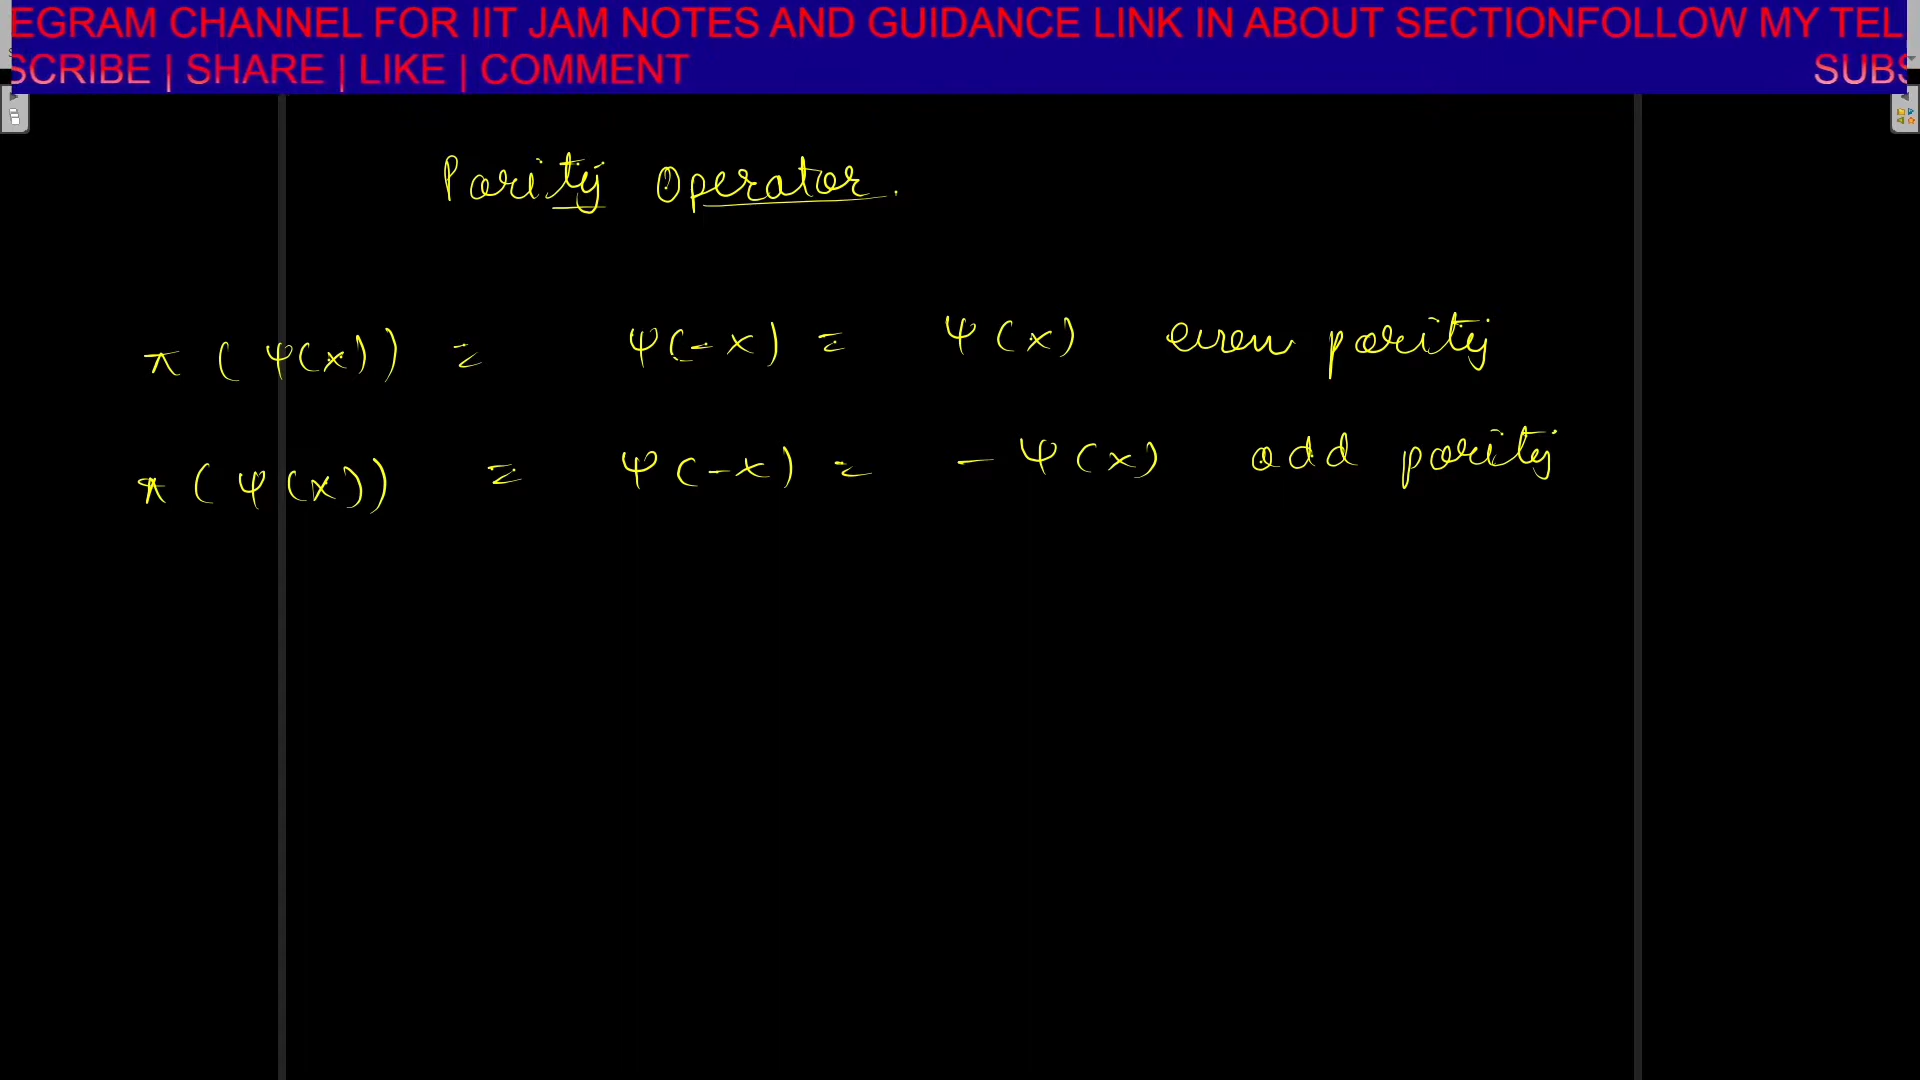 EGRAM CHANNEL FOR IIT JAM NOTES AND GUIDANCE LINK IN ABOUT SECTIONFOLLOW MY TEL
SCRIBE | SHARE | LIKE | COMMENT SUBS
Parity Operator.
π (ψ(x)) = ψ(-x) = ψ(x) even parity
π (ψ(x)) = ψ(-x) = -ψ(x) odd parity